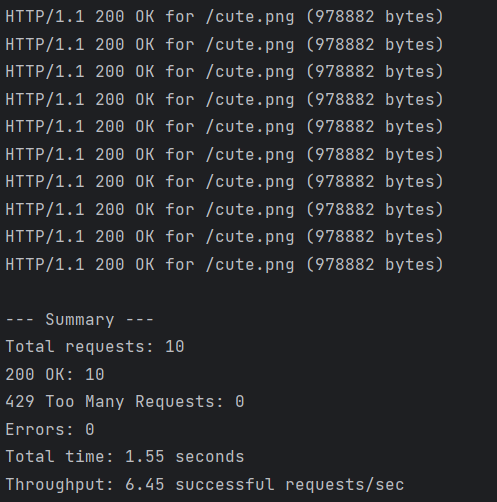 HTTP/1.1 200 OK for /cute.png (978882 bytes)
HTTP/1.1 200 OK for /cute.png (978882 bytes)
HTTP/1.1 200 OK for /cute.png (978882 bytes)
HTTP/1.1 200 OK for /cute.png (978882 bytes)
HTTP/1.1 200 OK for /cute.png (978882 bytes)
HTTP/1.1 200 OK for /cute.png (978882 bytes)
HTTP/1.1 200 OK for /cute.png (978882 bytes)
HTTP/1.1 200 OK for /cute.png (978882 bytes)
HTTP/1.1 200 OK for /cute.png (978882 bytes)
HTTP/1.1 200 OK for /cute.png (978882 bytes)
--- Summary ---
Total requests: 10
200 OK: 10
429 Too Many Requests: 0
Errors: 0
Total time: 1.55 seconds
Throughput: 6.45 successful requests/sec